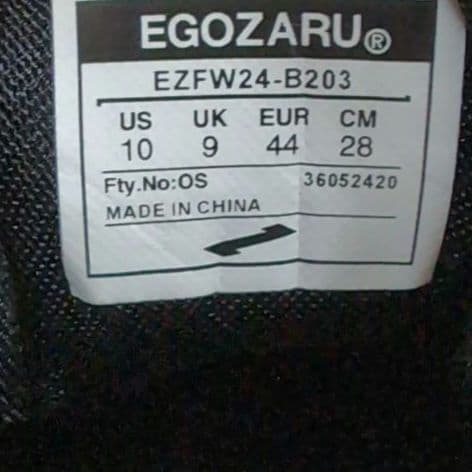 EGOZARU®
EZFW24-B203
US UK EUR CM
10 9 44 28
Fty.No:OS 36052420
MADE IN CHINA